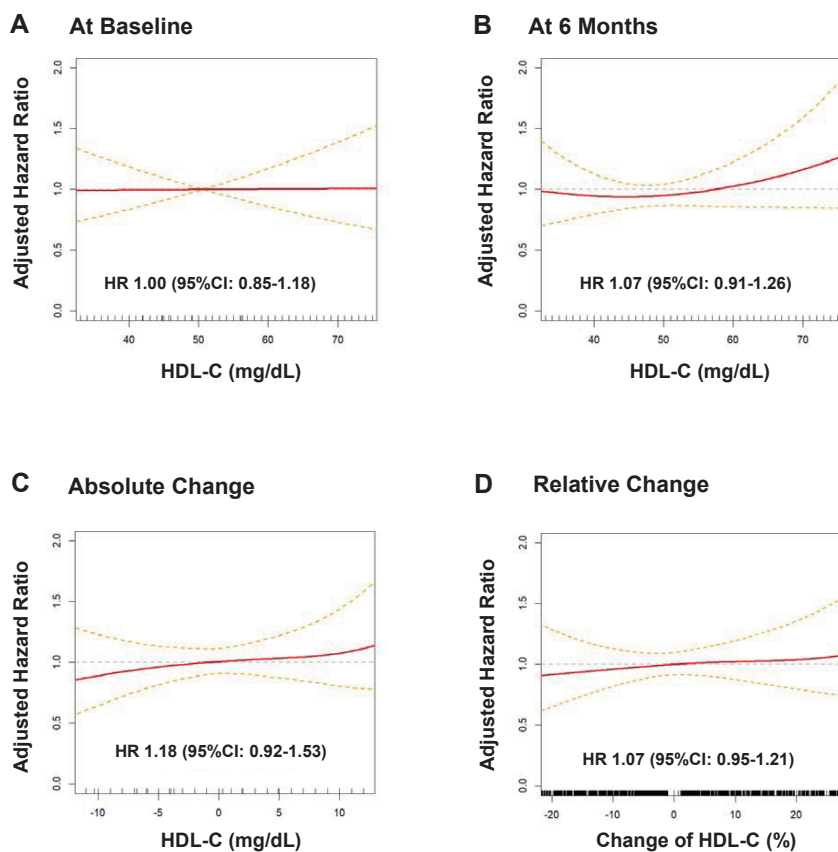 A At Baseline
Adjusted Hazard Ratio
2.0
1.5
1.0
0.5
0.0
HR 1.00 (95%CI: 0.85-1.18)
40 50 60 70
HDL-C (mg/dL)
B At 6 Months
Adjusted Hazard Ratio
2.0
1.5
1.0
0.5
0.0
HR 1.07 (95%CI: 0.91-1.26)
40 50 60 70
HDL-C (mg/dL)
C Absolute Change
Adjusted Hazard Ratio
2.0
1.5
1.0
0.5
0.0
HR 1.18 (95%CI: 0.92-1.53)
-10 -5 0 5 10
HDL-C (mg/dL)
D Relative Change
Adjusted Hazard Ratio
2.0
1.5
1.0
0.5
0.0
HR 1.07 (95%CI: 0.95-1.21)
-20 -10 0 10 20
Change of HDL-C (%)